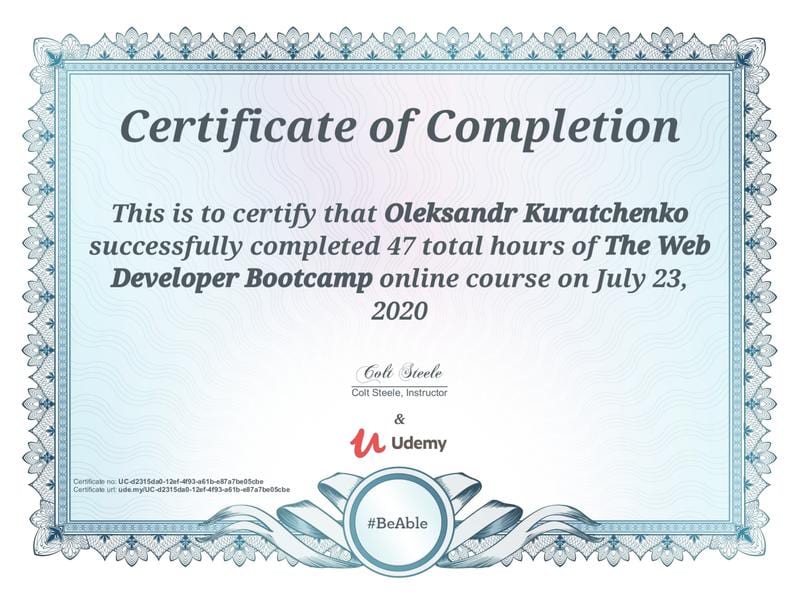 Certificate of Completion
This is to certify that Oleksandr Kuratchenko
successfully completed 47 total hours of The Web
Developer Bootcamp online course on July 23,
2020
Colt Steele
Colt Steele, Instructor
&
Udemy
Certificate no: UC-d2315da0-12ef-4f93-a61b-e87a7be05cbe
Certificate url: ude.my/UC-d2315da0-12ef-4f93-a61b-e87a7be05cbe
#BeAble